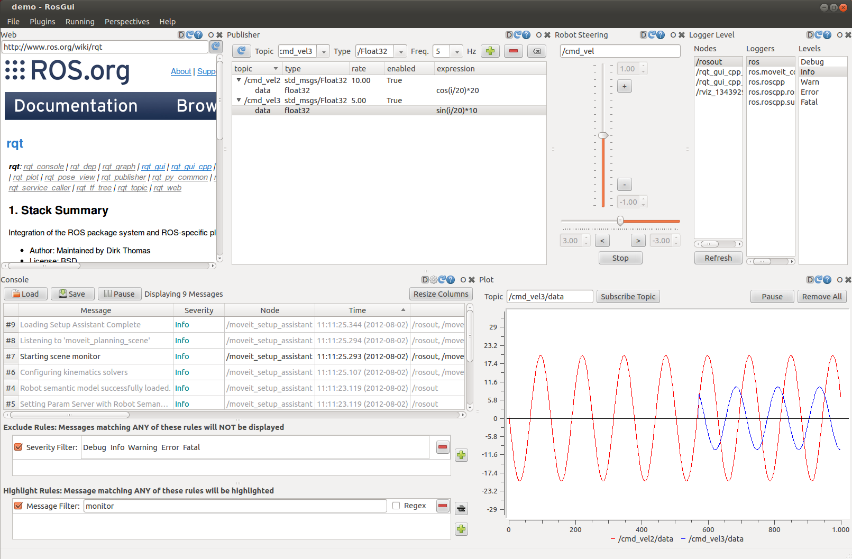 demo - RosGui
File Plugins Running Perspectives Help
Web
http://www.ros.org/wiki/rqt
ROS.org
About | Supp
Documentation Brow
rqt
rqt: rqt_console | rqt_dep | rqt_graph | rqt_gui | rqt_gui_cpp
| rqt_plot | rqt_pose_view | rqt_publisher | rqt_py_common |
rqt_service_caller | rqt_tf_tree | rqt_topic | rqt_web
1. Stack Summary
Integration of the ROS package system and ROS-specific pl
Author: Maintained by Dirk Thomas
License: BSD
Publisher
Topic :md_vel3 Type /Float32 Freq. 5 Hz
topic type rate enabled expression
/cmd_vel2 std_msgs/Float32 10.00 True
data float32 cos(i/20)*20
/cmd_vel3 std_msgs/Float32 5.00 True
data float32 sin(i/20)*10
Robot Steering
/cmd_vel
1.00
+
-
-1.00
3.00 < > -3.00
Stop
Logger Level
Nodes Loggers Levels
/rosout ros Debug
/rqt_gui_cpp_ ros.moveit_co Info
/rqt_gui_cpp_ ros.roscpp Warn
/rviz_1343925 ros.roscpp.ro Error
ros.roscpp.su Fatal
Refresh
Console
Load Save Pause Displaying 9 Messages Resize Columns
Message Severity Node Time
#9 Loading Setup Assistant Complete Info /moveit_setup_assistant 11:11:25.344 (2012-08-02) /rosout, /move
#8 Listening to 'moveit_planning_scene' Info /moveit_setup_assistant 11:11:25.294 (2012-08-02) /rosout, /move
#7 Starting scene monitor Info /moveit_setup_assistant 11:11:25.293 (2012-08-02) /rosout, /move
#6 Configuring kinematics solvers Info /moveit_setup_assistant 11:11:25.107 (2012-08-02) /rosout, /move
#4 Robot semantic model successfully loaded. Info /moveit_setup_assistant 11:11:23.119 (2012-08-02) /rosout
#5 Setting Param Server with Robot Seman... Info /moveit_setup_assistant 11:11:23.119 (2012-08-02) /rosout, /move
Exclude Rules: Messages matching ANY of these rules will NOT be displayed
Severity Filter: Debug Info Warning Error Fatal
Highlight Rules: Message matching ANY of these rules will be highlighted
Message Filter: monitor Regex
Plot
Topic /cmd_vel3/data Subscribe Topic Pause Remove All
29
23.2
17.4
11.6
5.8
0
-5.8
-11.6
-17.4
-23.2
-29
0 200 400 600 800 1.000
/cmd_vel2/data /cmd_vel3/data